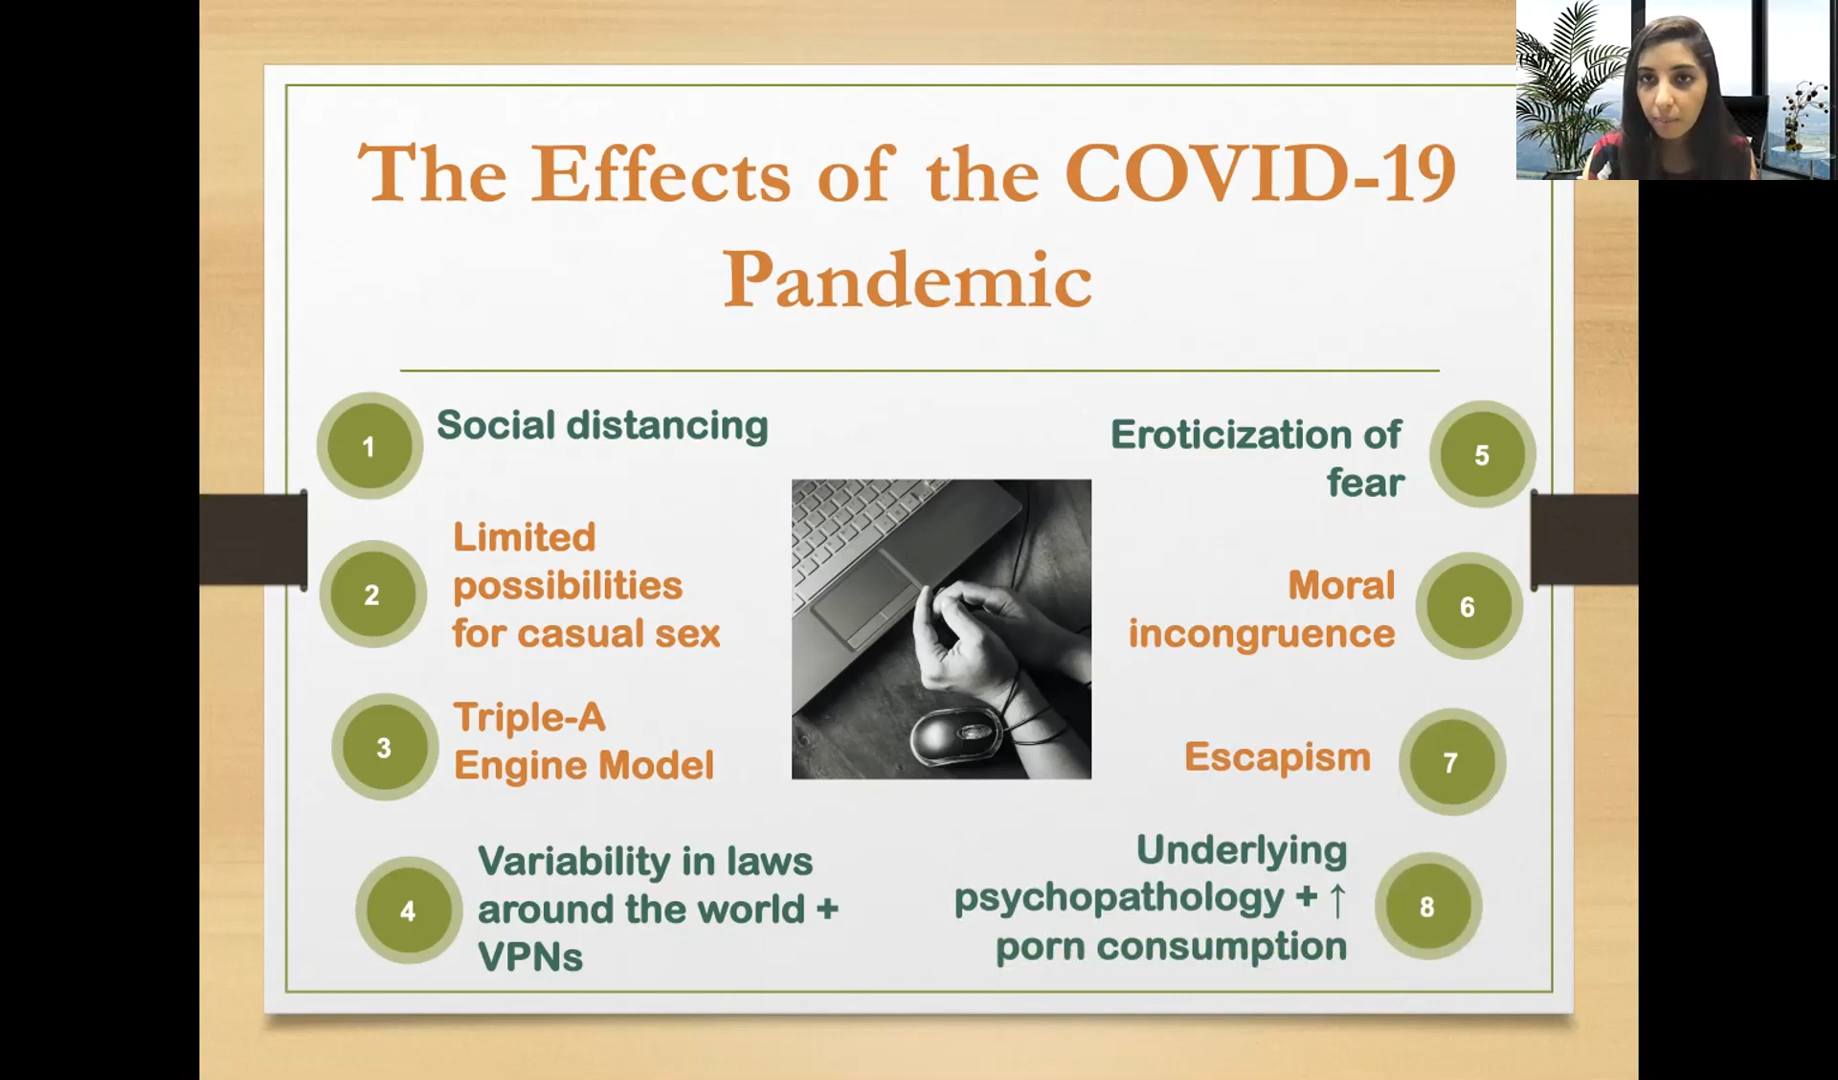 The Effects of the COVID-19
Pandemic
1
Social distancing
2
Limited
possibilities
for casual sex
3
Triple-A
Engine Model
4
Variability in laws
around the world +
VPNs
Eroticization of
fear
5
Moral
incongruence
6
Escapism
7
Underlying
psychopathology + ↑
porn consumption
8